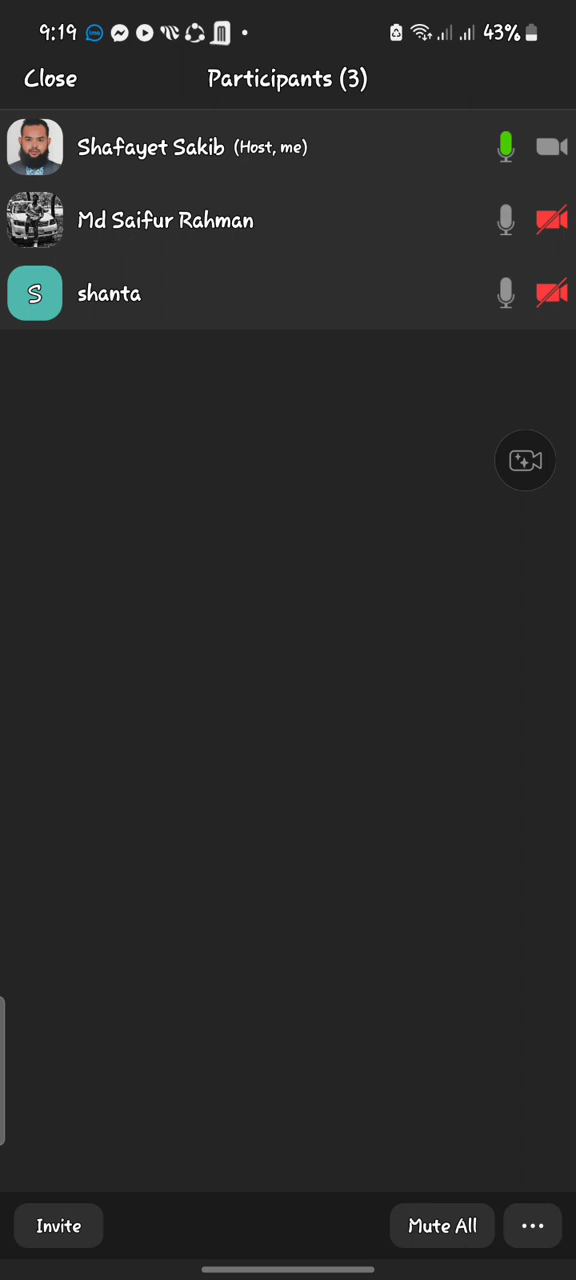 9:19 43%
Close Participants (3)
Shafayet Sakib (Host, me)
Md Saifur Rahman
S shanta
Invite Mute All ...